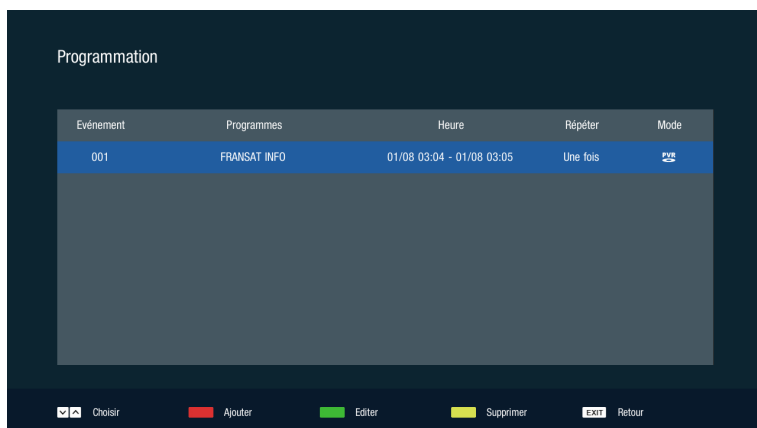 Programmation
Evénement Programmes Heure Répéter Mode
001 FRANSAT INFO 01/08 03:04 - 01/08 03:05 Une fois PVR
Choisir Ajouter Editer Supprimer EXIT Retour